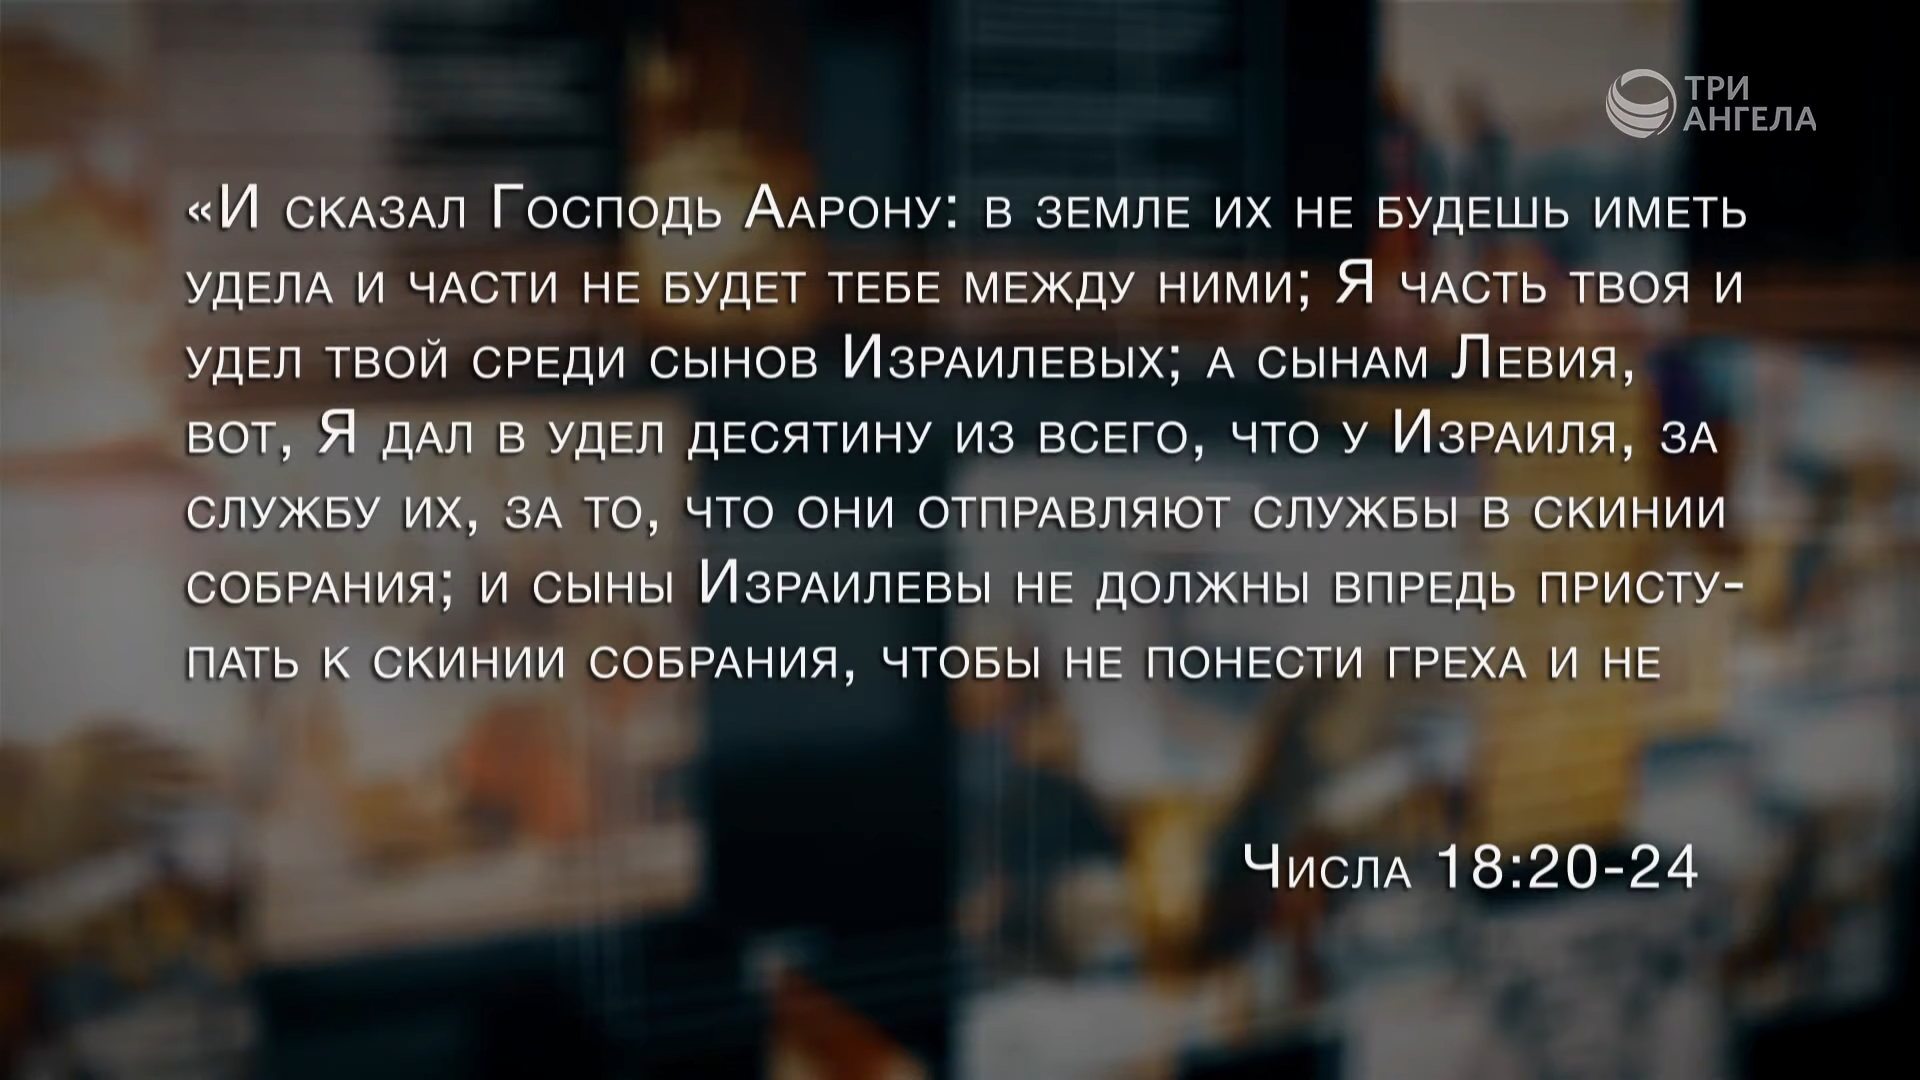 ТРИ
АНГЕЛА
«И сказал Господь Аарону: в земле их не будешь иметь
удела и части не будет тебе между ними; Я часть твоя и
удел твой среди сынов Израилевых; а сынам Левия,
вот, Я дал в удел десятину из всего, что у Израиля, за
службу их, за то, что они отправляют службы в скинии
собрания; и сыны Израилевы не должны впредь присту-
пать к скинии собрания, чтобы не понести греха и не
Числа 18:20-24